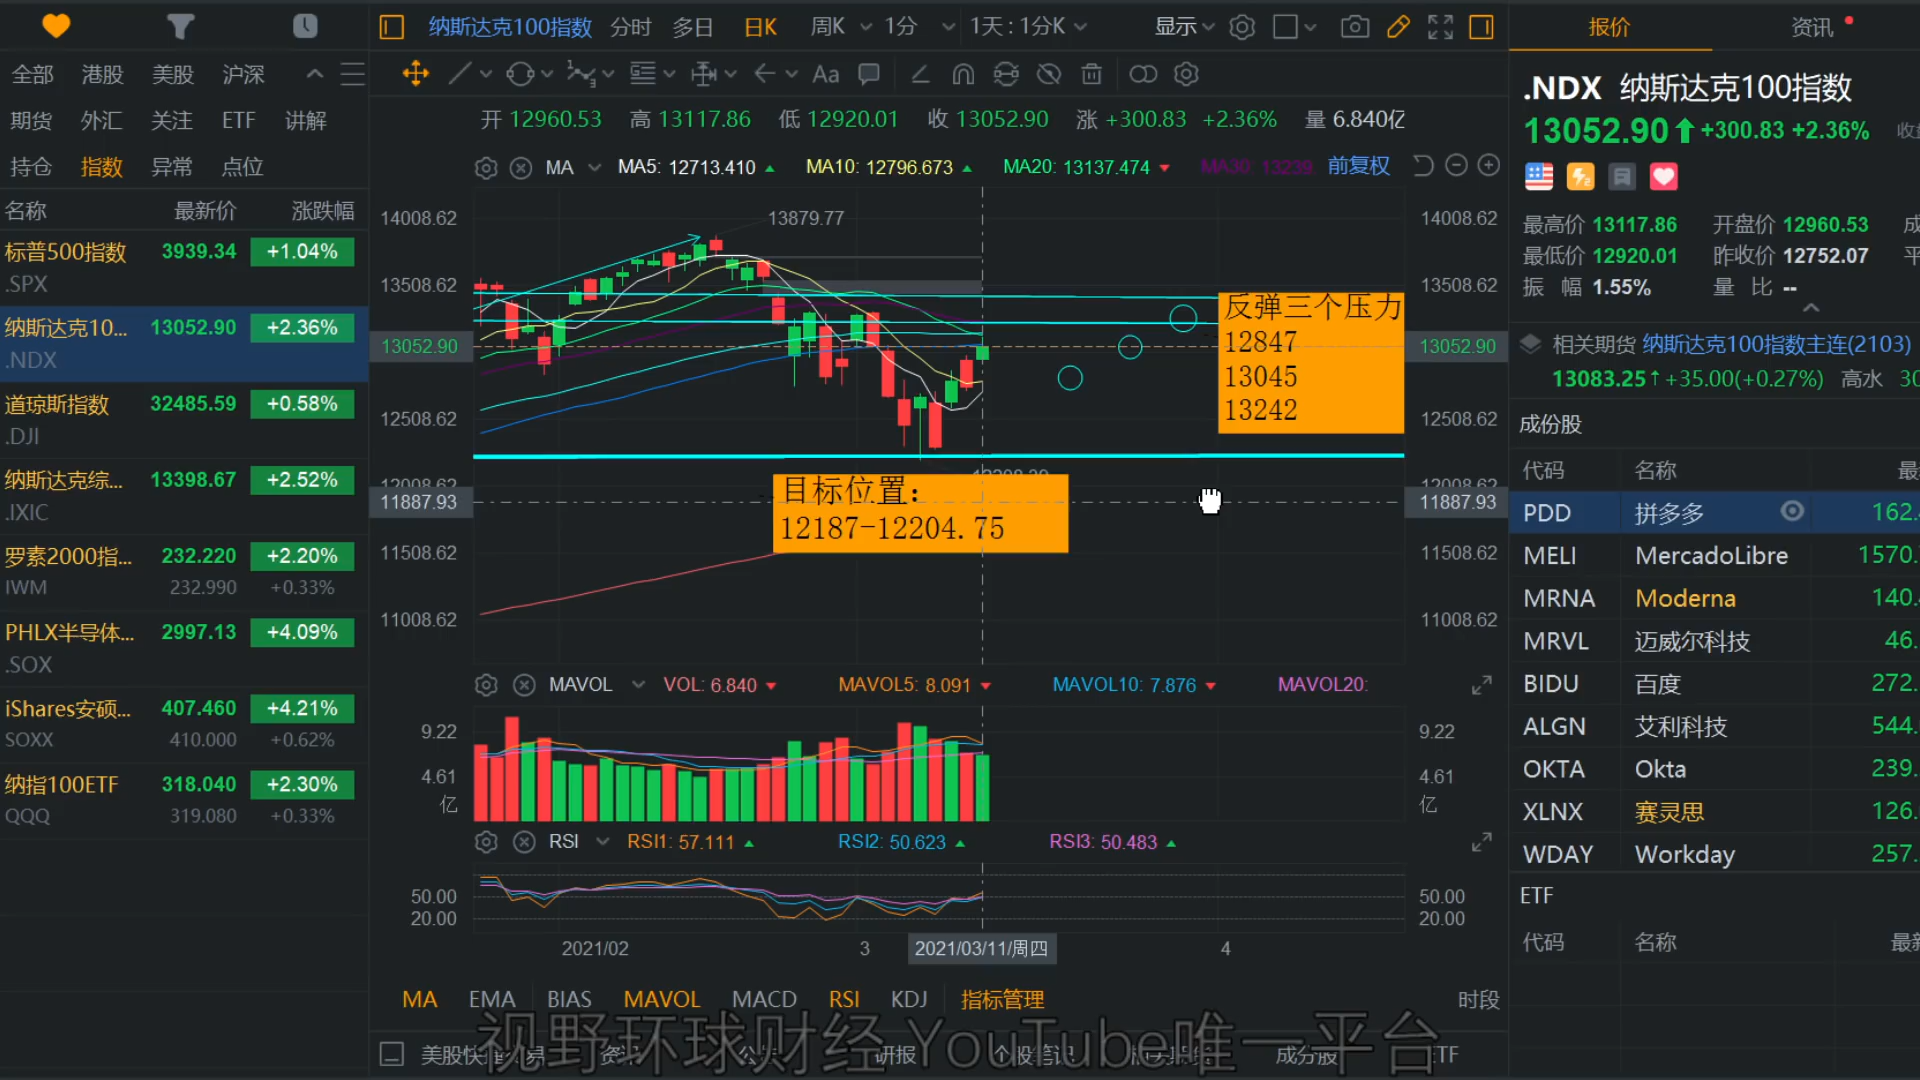 纳斯达克100指数 分时 多日 日K 周K 1分 1天:1分K 显示 报价 资讯
全部 港股 美股 沪深
期货 外汇 关注 ETF 讲解
持仓 指数 异常 点位
Aa
开 12960.53 高 13117.86 低 12920.01 收 13052.90 涨 +300.83 +2.36% 量 6.840亿
MA MA5: 12713.410 MA10: 12796.673 MA20: 13137.474 MA30: 13239 前复权
名称 最新价 涨跌幅
标普500指数 3939.34 +1.04%
.SPX
纳斯达克10... 13052.90 +2.36%
.NDX
道琼斯指数 32485.59 +0.58%
.DJI
纳斯达克综... 13398.67 +2.52%
.IXIC
罗素2000指... 232.220 +2.20%
IWM 232.990 +0.33%
PHLX半导体... 2997.13 +4.09%
.SOX
iShares安硕... 407.460 +4.21%
SOXX 410.000 +0.62%
纳指100ETF 318.040 +2.30%
QQQ 319.080 +0.33%
14008.62 13879.77 14008.62
13508.62 13508.62
13052.90 13052.90
12508.62 12508.62
12008.62 12008.62
11887.93 11887.93
11508.62 11508.62
11008.62 11008.62
反弹三个压力
12847
13045
13242
目标位置:
12187-12204.75
MAVOL VOL: 6.840 MAVOL5: 8.091 MAVOL10: 7.876 MAVOL20:
9.22 9.22
4.61 4.61
亿 亿
RSI RSI1: 57.111 RSI2: 50.623 RSI3: 50.483
50.00 50.00
20.00 20.00
2021/02 3 2021/03/11/周四 4
MA EMA BIAS MAVOL MACD RSI KDJ 指标管理 时段
视野环球财经 YouTube唯一平台
研报 成分股
.NDX 纳斯达克100指数
13052.90 +300.83 +2.36%
最高价 13117.86 开盘价 12960.53
最低价 12920.01 昨收价 12752.07
振 幅 1.55% 量 比 --
相关期货 纳斯达克100指数主连(2103)
13083.25↑ +35.00(+0.27%) 高水
成份股
代码 名称
PDD 拼多多 162.
MELI MercadoLibre 1570.
MRNA Moderna 140.
MRVL 迈威尔科技 46.
BIDU 百度 272.
ALGN 艾利科技 544.
OKTA Okta 239.
XLNX 赛灵思 126.
WDAY Workday 257.
ETF
代码 名称